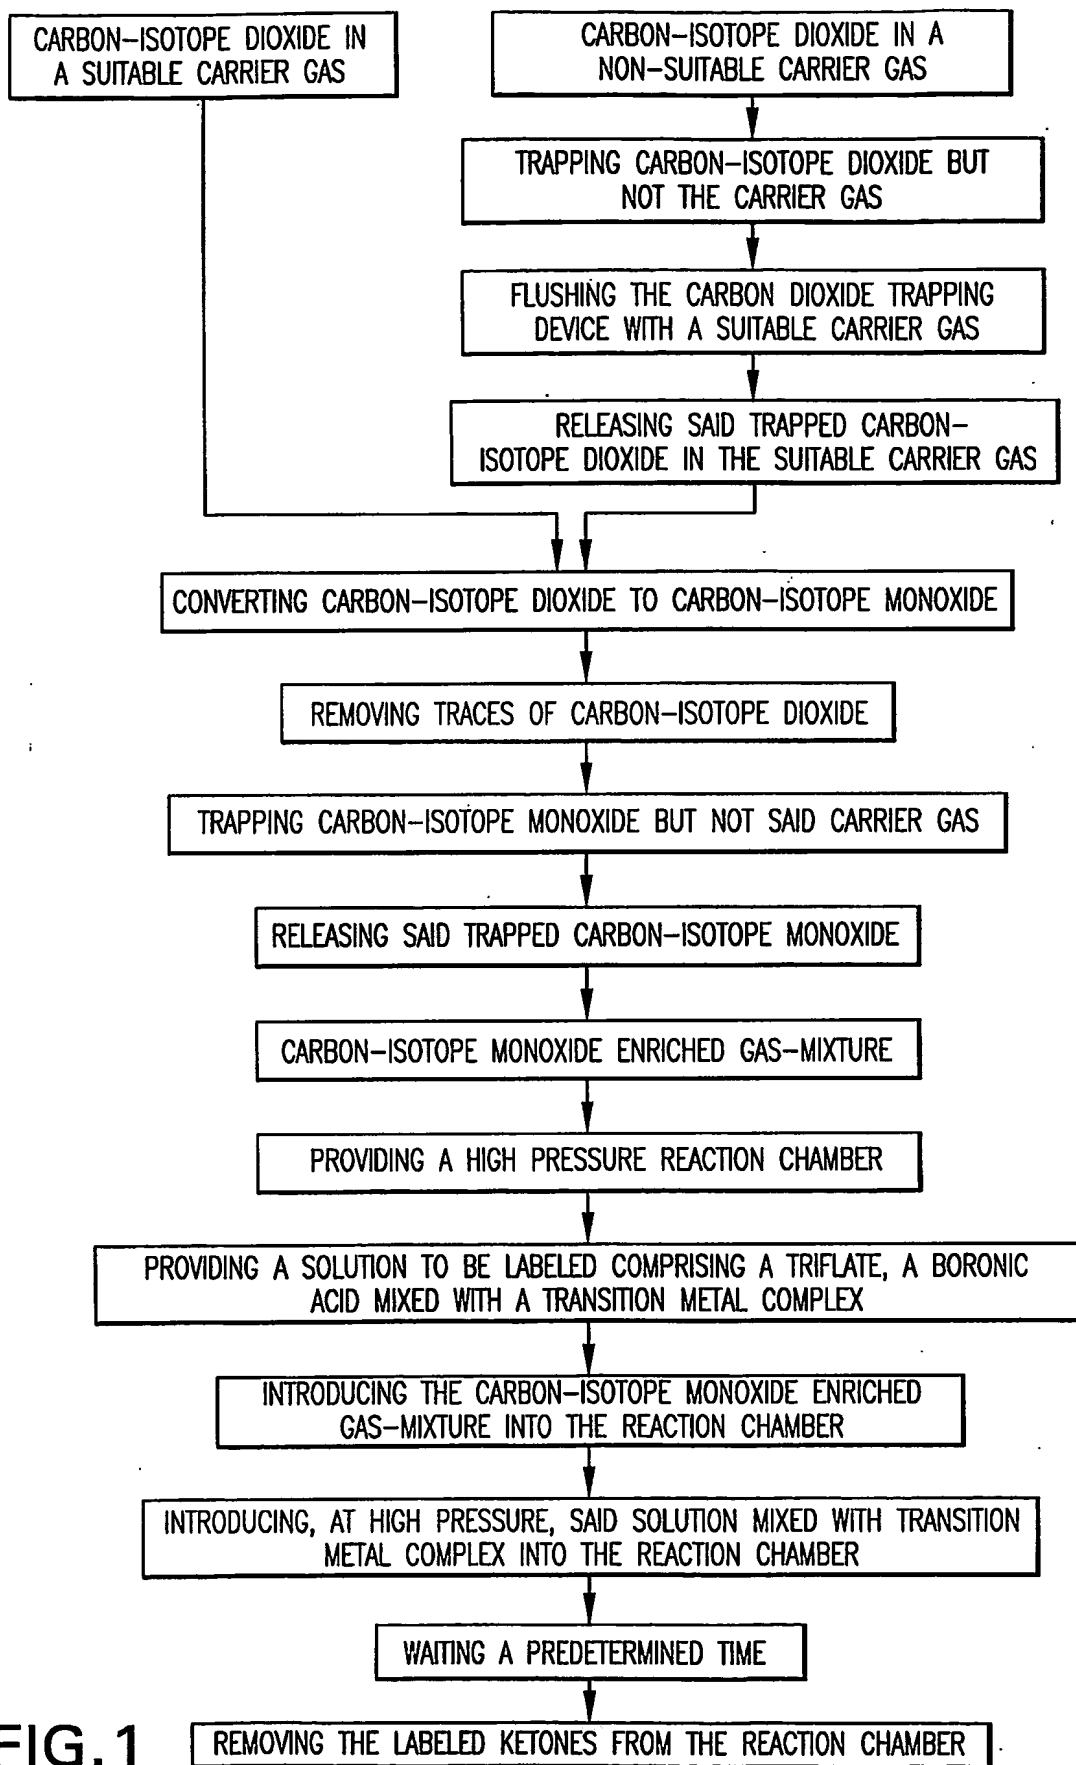 CARBON–ISOTOPE DIOXIDE IN
A SUITABLE CARRIER GAS
CARBON–ISOTOPE DIOXIDE IN A
NON–SUITABLE CARRIER GAS
TRAPPING CARBON–ISOTOPE DIOXIDE BUT
NOT THE CARRIER GAS
FLUSHING THE CARBON DIOXIDE TRAPPING
DEVICE WITH A SUITABLE CARRIER GAS
RELEASING SAID TRAPPED CARBON–
ISOTOPE DIOXIDE IN THE SUITABLE CARRIER GAS
CONVERTING CARBON–ISOTOPE DIOXIDE TO CARBON–ISOTOPE MONOXIDE
REMOVING TRACES OF CARBON–ISOTOPE DIOXIDE
TRAPPING CARBON–ISOTOPE MONOXIDE BUT NOT SAID CARRIER GAS
RELEASING SAID TRAPPED CARBON–ISOTOPE MONOXIDE
CARBON–ISOTOPE MONOXIDE ENRICHED GAS–MIXTURE
PROVIDING A HIGH PRESSURE REACTION CHAMBER
PROVIDING A SOLUTION TO BE LABELED COMPRISING A TRIFLATE, A BORONIC
ACID MIXED WITH A TRANSITION METAL COMPLEX
INTRODUCING THE CARBON–ISOTOPE MONOXIDE ENRICHED
GAS–MIXTURE INTO THE REACTION CHAMBER
INTRODUCING, AT HIGH PRESSURE, SAID SOLUTION MIXED WITH TRANSITION
METAL COMPLEX INTO THE REACTION CHAMBER
WAITING A PREDETERMINED TIME
REMOVING THE LABELED KETONES FROM THE REACTION CHAMBER
FIG.1